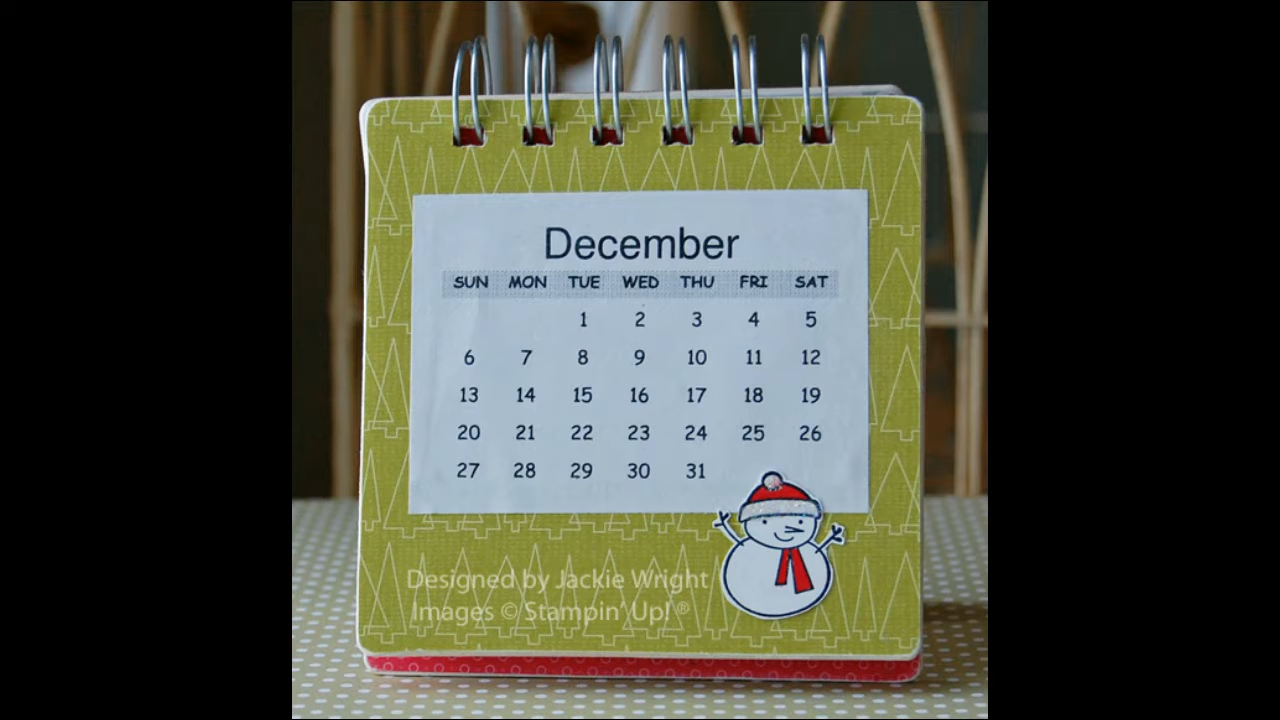 December
SUN MON TUE WED THU FRI SAT
1 2 3 4 5
6 7 8 9 10 11 12
13 14 15 16 17 18 19
20 21 22 23 24 25 26
27 28 29 30 31
Designed by Jackie Wright
Images © Stampin' Up! ®